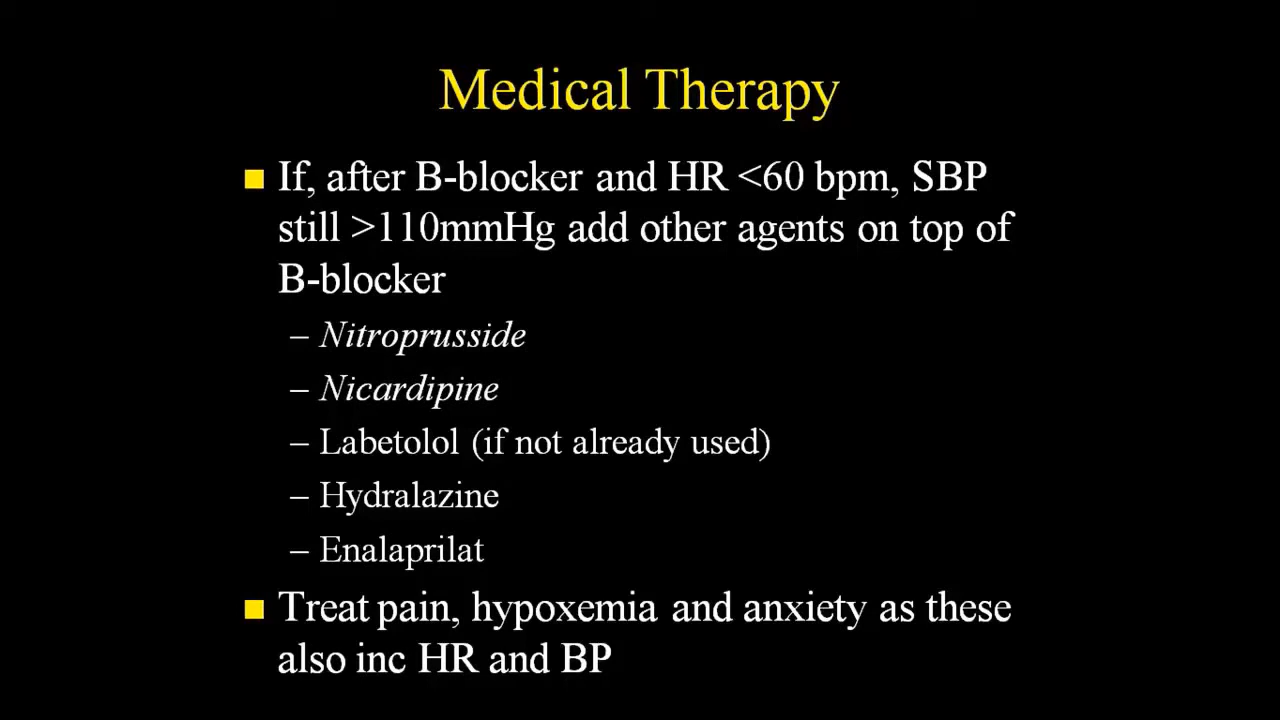 Medical Therapy
If, after B-blocker and HR <60 bpm, SBP
still >110mmHg add other agents on top of
B-blocker
– Nitroprusside
– Nicardipine
– Labetolol (if not already used)
– Hydralazine
– Enalaprilat
Treat pain, hypoxemia and anxiety as these
also inc HR and BP